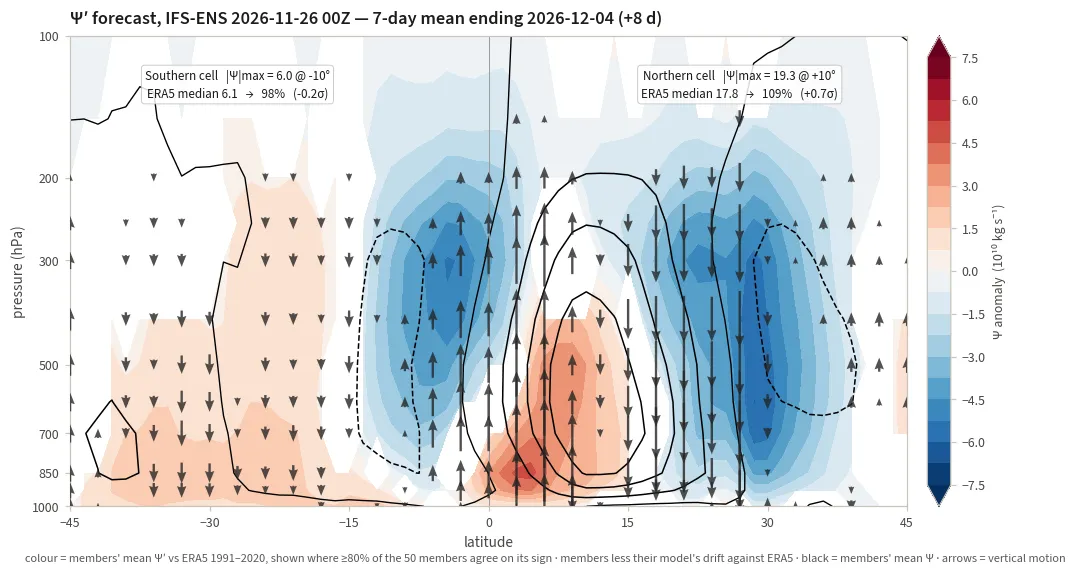 Ψ′ forecast, IFS-ENS 2026-11-26 00Z — 7-day mean ending 2026-12-04 (+8 d)
Southern cell |Ψ|max = 6.0 @ -10°
ERA5 median 6.1 → 98% (-0.2σ)
Northern cell |Ψ|max = 19.3 @ +10°
ERA5 median 17.8 → 109% (+0.7σ)
pressure (hPa)
100
200
300
400
500
700
850
1000
−45
−30
−15
0
15
30
45
latitude
7.5
6.0
4.5
3.0
1.5
0.0
−1.5
−3.0
−4.5
−6.0
−7.5
Ψ anomaly (10¹⁰ kg s⁻¹)
colour = members' mean Ψ′ vs ERA5 1991–2020, shown where ≥80% of the 50 members agree on its sign · members less their model's drift against ERA5 · black = members' mean Ψ · arrows = vertical motion